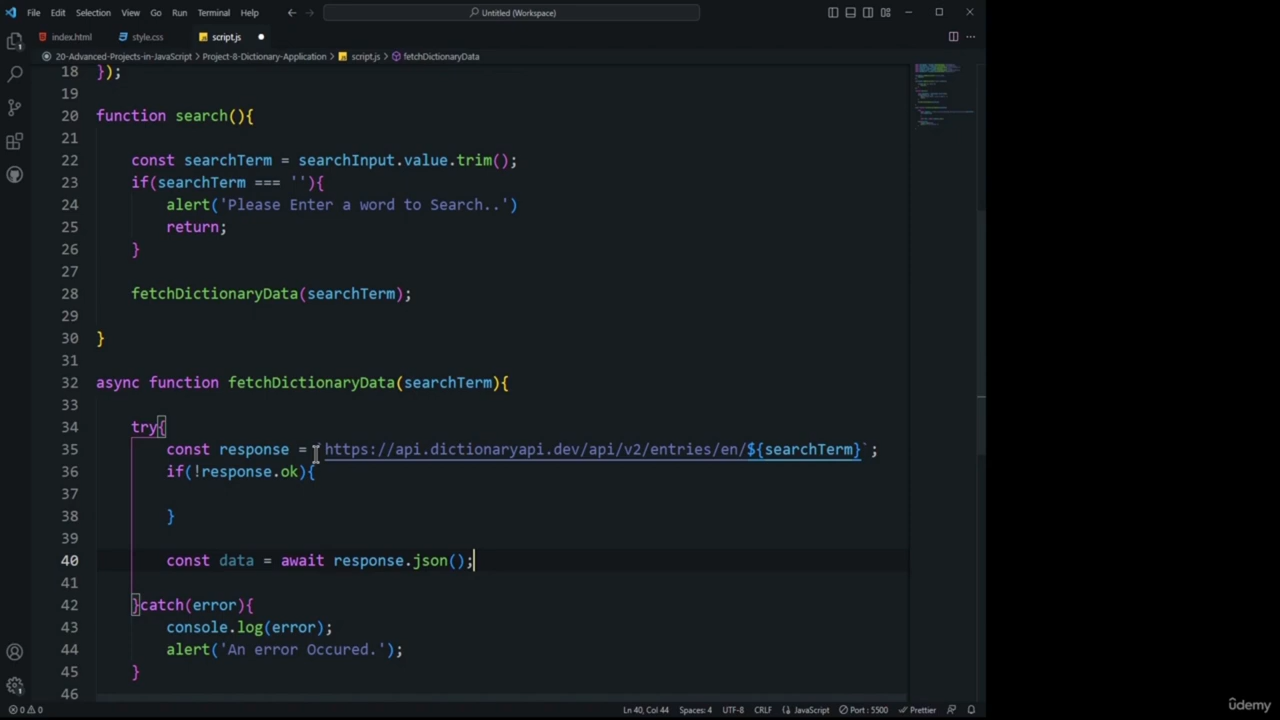 File Edit Selection View Go Run Terminal Help
Untitled (Workspace)
index.html style.css script.js
20-Advanced-Projects-in-JavaScript > Project-8-Dictionary-Application > script.js > fetchDictionaryData
18 });
19
20 function search(){
21
22 const searchTerm = searchInput.value.trim();
23 if(searchTerm === ''){
24 alert('Please Enter a word to Search..')
25 return;
26 }
27
28 fetchDictionaryData(searchTerm);
29
30 }
31
32 async function fetchDictionaryData(searchTerm){
33
34 try{
35 const response = `https://api.dictionaryapi.dev/api/v2/entries/en/${searchTerm}`;
36 if(!response.ok){
37
38 }
39
40 const data = await response.json();
41
42 }catch(error){
43 console.log(error);
44 alert('An error Occured.');
45 }
46
0 0 Ln 40, Col 44 Spaces: 4 UTF-8 CRLF JavaScript Port : 5500 Prettier
ûdemy